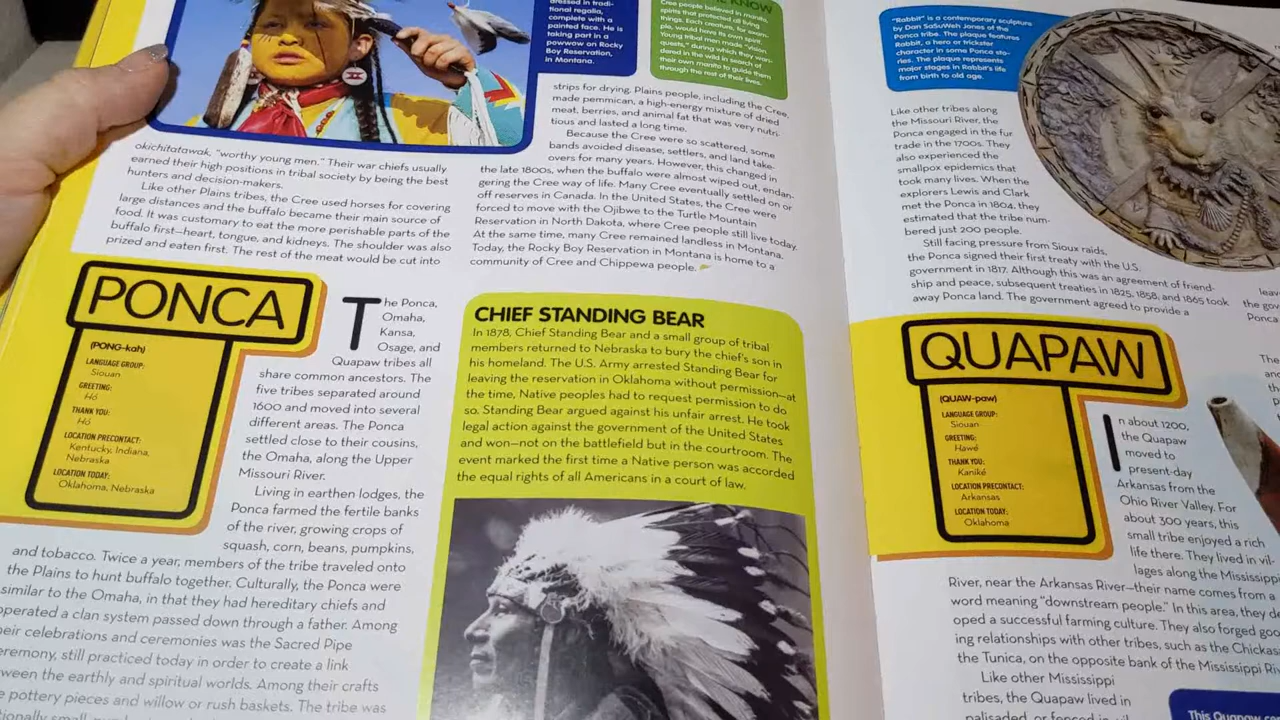 dressed in tradi-
tional regalia,
complete with a
painted face. He is
taking part in a
powwow on Rocky
Boy Reservation,
in Montana.
KNOW
Cree people believed in manito,
spirits that protected all living
things. Each creature, for exam-
ple, would have its own spirit.
Young tribal men made "vision
quests," during which they wan-
dered in the wild in search of
their own manito to guide them
through the rest of their lives.
okichitatawak, "worthy young men." Their war chiefs usually
earned their high positions in tribal society by being the best
hunters and decision-makers.
Like other Plains tribes, the Cree used horses for covering
large distances and the buffalo became their main source of
food. It was customary to eat the more perishable parts of the
buffalo first—heart, tongue, and kidneys. The shoulder was also
prized and eaten first. The rest of the meat would be cut into
strips for drying. Plains people, including the Cree,
made pemmican, a high-energy mixture of dried
meat, berries, and animal fat that was very nutri-
tious and lasted a long time.
Because the Cree were so scattered, some
bands avoided disease, settlers, and land take-
overs for many years. However, this changed in
the late 1800s, when the buffalo were almost wiped out, endan-
gering the Cree way of life. Many Cree eventually settled on or
off reserves in Canada. In the United States, the Cree were
forced to move with the Ojibwe to the Turtle Mountain
Reservation in North Dakota, where Cree people still live today.
At the same time, many Cree remained landless in Montana.
Today, the Rocky Boy Reservation in Montana is home to a
community of Cree and Chippewa people.
PONCA
(PONG-kah)
LANGUAGE GROUP:
Siouan
GREETING:
Hó
THANK YOU:
Hó
LOCATION PRECONTACT:
Kentucky, Indiana,
Nebraska
LOCATION TODAY:
Oklahoma, Nebraska
The Ponca,
Omaha,
Kansa,
Osage, and
Quapaw tribes all
share common ancestors. The
five tribes separated around
1600 and moved into several
different areas. The Ponca
settled close to their cousins,
the Omaha, along the Upper
Missouri River.
Living in earthen lodges, the
Ponca farmed the fertile banks
of the river, growing crops of
squash, corn, beans, pumpkins,
and tobacco. Twice a year, members of the tribe traveled onto
the Plains to hunt buffalo together. Culturally, the Ponca were
similar to the Omaha, in that they had hereditary chiefs and
operated a clan system passed down through a father. Among
their celebrations and ceremonies was the Sacred Pipe
ceremony, still practiced today in order to create a link
between the earthly and spiritual worlds. Among their crafts
pottery pieces and willow or rush baskets. The tribe was
CHIEF STANDING BEAR
In 1878, Chief Standing Bear and a small group of tribal
members returned to Nebraska to bury the chief's son in
his homeland. The U.S. Army arrested Standing Bear for
leaving the reservation in Oklahoma without permission—at
the time, Native peoples had to request permission to do
so. Standing Bear argued against his unfair arrest. He took
legal action against the government of the United States
and won—not on the battlefield but in the courtroom. The
event marked the first time a Native person was accorded
the equal rights of all Americans in a court of law.
"Rabbit" is a contemporary sculpture
by Dan SaSuWeh Jones of the
Ponca tribe. The plaque features
Rabbit, a hero or trickster
character in some Ponca sto-
ries. The plaque represents
major stages in Rabbit's life
from birth to old age.
Like other tribes along
the Missouri River, the
Ponca engaged in the fur
trade in the 1700s. They
also experienced the
smallpox epidemics that
took many lives. When the
explorers Lewis and Clark
met the Ponca in 1804, they
estimated that the tribe num-
bered just 200 people.
Still facing pressure from Sioux raids,
the Ponca signed their first treaty with the U.S.
government in 1817. Although this was an agreement of friend-
ship and peace, subsequent treaties in 1825, 1858, and 1865 took
away Ponca land. The government agreed to provide a
leav
the gov
Ponca
QUAPAW
(QUAW-paw)
LANGUAGE GROUP:
Siouan
GREETING:
Hawé
THANK YOU:
Kaniké
LOCATION PRECONTACT:
Arkansas
LOCATION TODAY:
Oklahoma
In about 1200,
the Quapaw
moved to
present-day
Arkansas from the
Ohio River Valley. For
about 300 years, this
small tribe enjoyed a rich
life there. They lived in vil-
lages along the Mississippi
River, near the Arkansas River—their name comes from a
word meaning "downstream people." In this area, they de
oped a successful farming culture. They also forged goo
ing relationships with other tribes, such as the Chickas
the Tunica, on the opposite bank of the Mississippi Riv
Like other Mississippi
tribes, the Quapaw lived in
palisaded, or fenced-in
This Quapaw